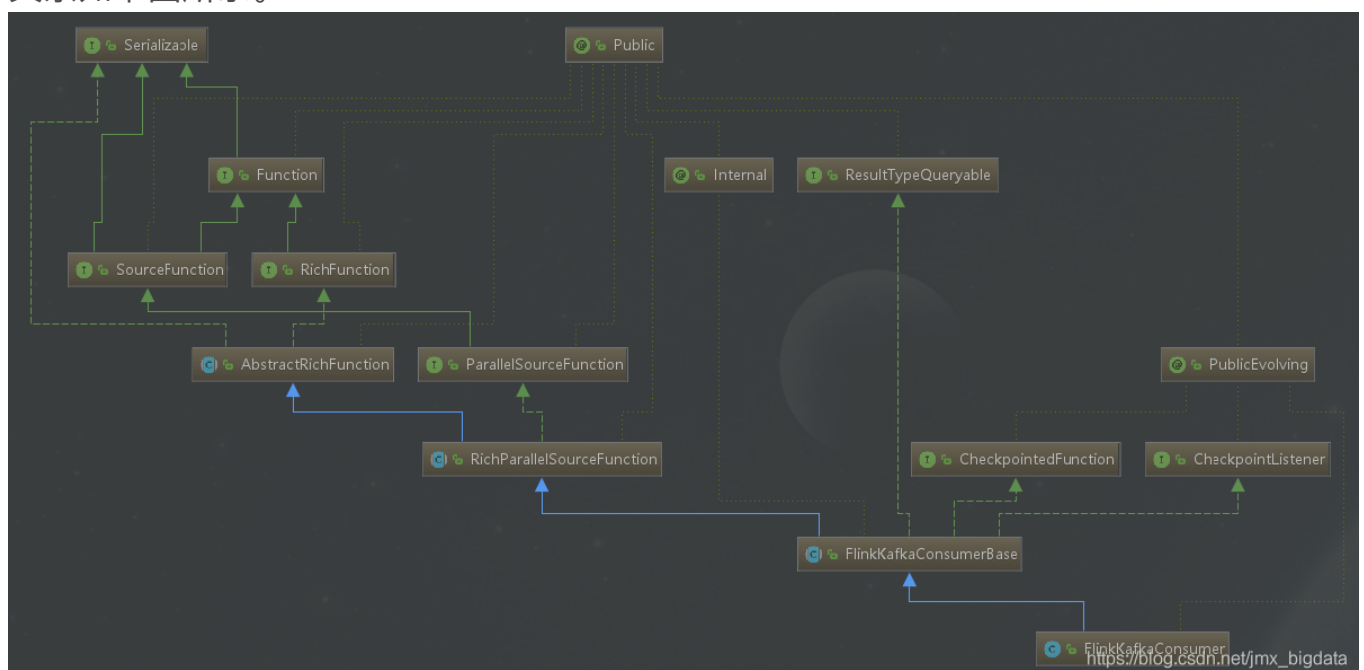 Serializable
Public
Function
Internal
ResultTypeQueryable
SourceFunction
RichFunction
AbstractRichFunction
ParallelSourceFunction
PublicEvolving
RichParallelSourceFunction
CheckpointedFunction
CheckpointListener
FlinkKafkaConsumerBase
FlinkKafkaConsumer
https://blog.csdn.net/jmx_bigdata